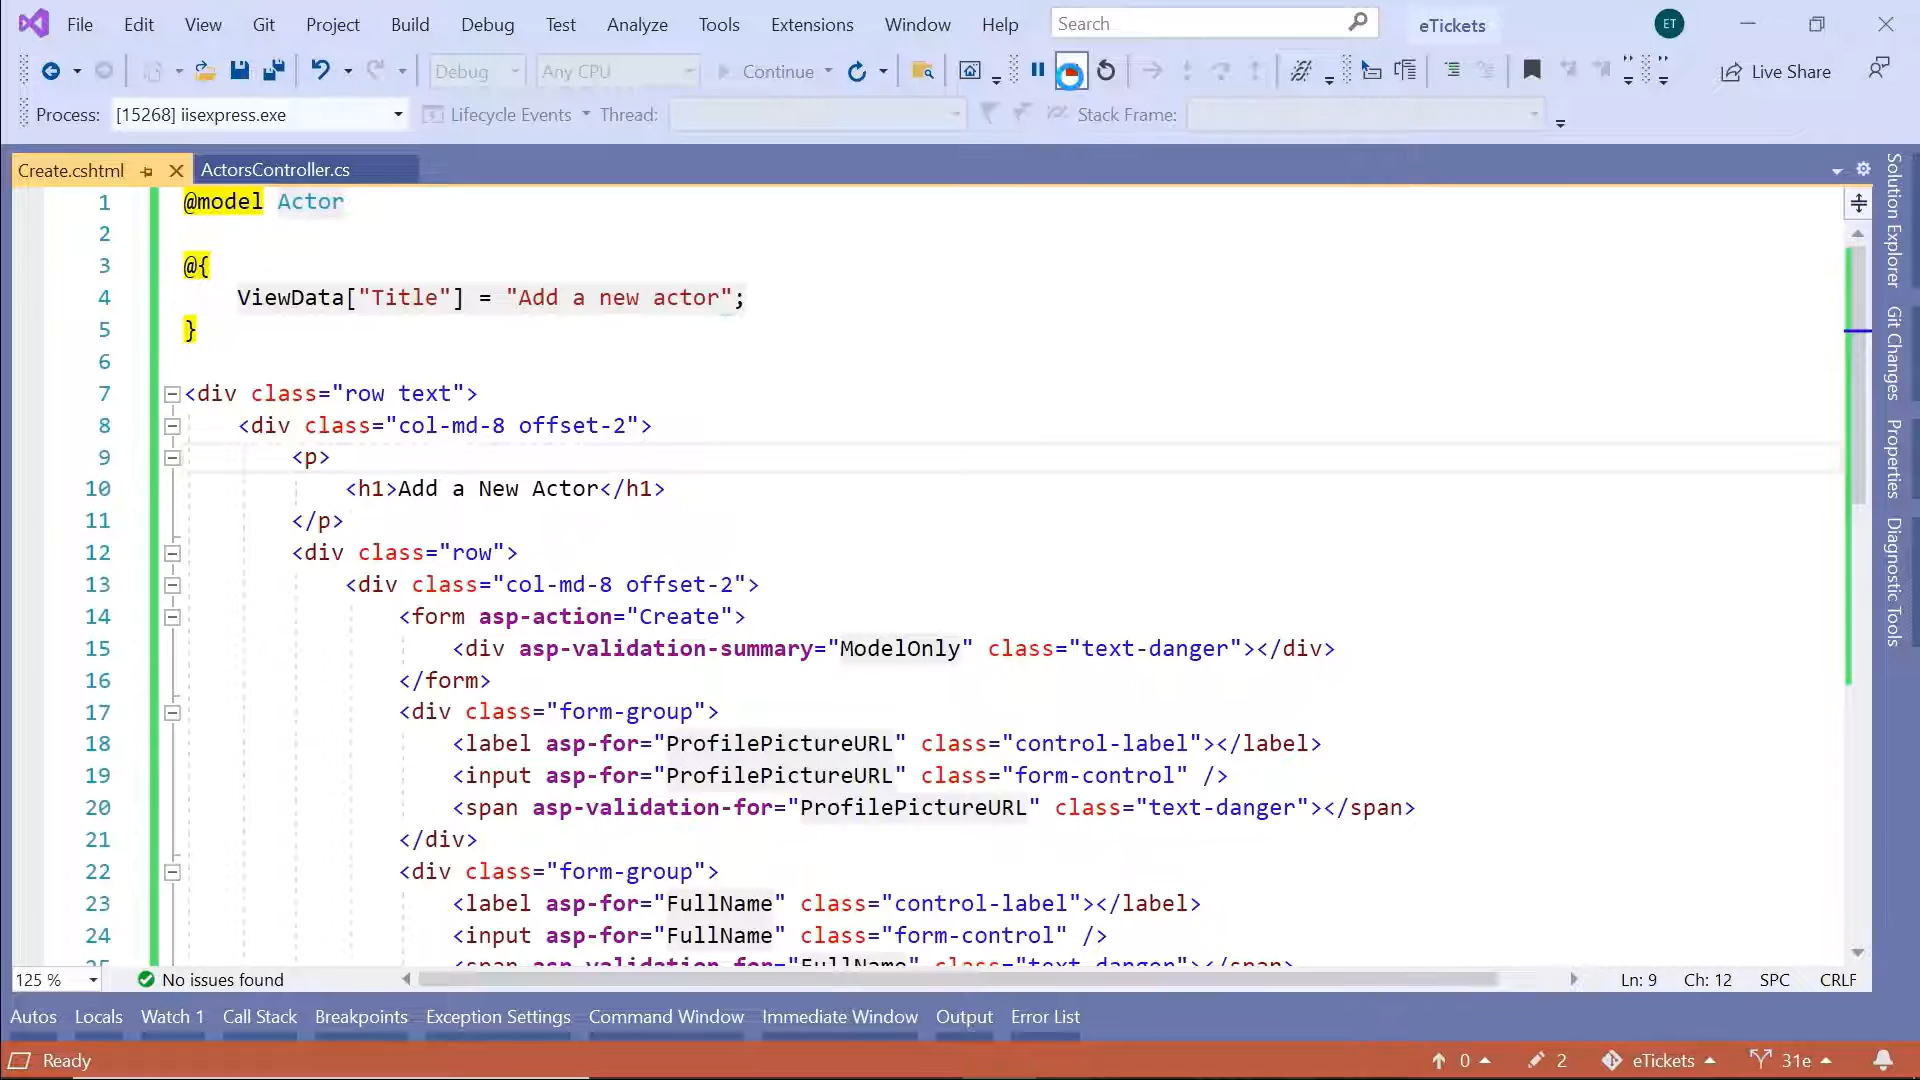 File Edit View Git Project Build Debug Test Analyze Tools Extensions Window Help Search eTickets ET
Debug Any CPU Continue Live Share
Process: [15268] iisexpress.exe Lifecycle Events Thread: Stack Frame:
Create.cshtml ActorsController.cs
1 @model Actor
2
3 @{
4 ViewData["Title"] = "Add a new actor";
5 }
6
7 <div class="row text">
8 <div class="col-md-8 offset-2">
9 <p>
10 <h1>Add a New Actor</h1>
11 </p>
12 <div class="row">
13 <div class="col-md-8 offset-2">
14 <form asp-action="Create">
15 <div asp-validation-summary="ModelOnly" class="text-danger"></div>
16 </form>
17 <div class="form-group">
18 <label asp-for="ProfilePictureURL" class="control-label"></label>
19 <input asp-for="ProfilePictureURL" class="form-control" />
20 <span asp-validation-for="ProfilePictureURL" class="text-danger"></span>
21 </div>
22 <div class="form-group">
23 <label asp-for="FullName" class="control-label"></label>
24 <input asp-for="FullName" class="form-control" />
25 <span asp-validation-for="FullName" class="text-danger"></span>
Solution Explorer
Git Changes
Properties
Diagnostic Tools
125 % No issues found Ln: 9 Ch: 12 SPC CRLF
Autos Locals Watch 1 Call Stack Breakpoints Exception Settings Command Window Immediate Window Output Error List
Ready 0 2 eTickets 31e